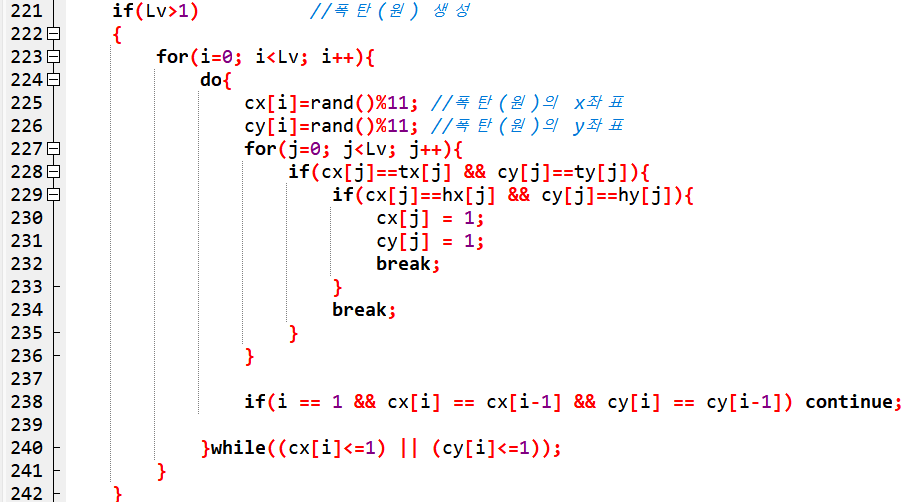 221 if(Lv>1) //폭탄(원) 생성
222 {
223 for(i=0; i<Lv; i++){
224 do{
225 cx[i]=rand()%11; //폭탄(원)의 x좌표
226 cy[i]=rand()%11; //폭탄(원)의 y좌표
227 for(j=0; j<Lv; j++){
228 if(cx[j]==tx[j] && cy[j]==ty[j]){
229 if(cx[j]==hx[j] && cy[j]==hy[j]){
230 cx[j] = 1;
231 cy[j] = 1;
232 break;
233 }
234 break;
235 }
236 }
237
238 if(i == 1 && cx[i] == cx[i-1] && cy[i] == cy[i-1]) continue;
239
240 }while((cx[i]<=1) || (cy[i]<=1));
241 }
242 }